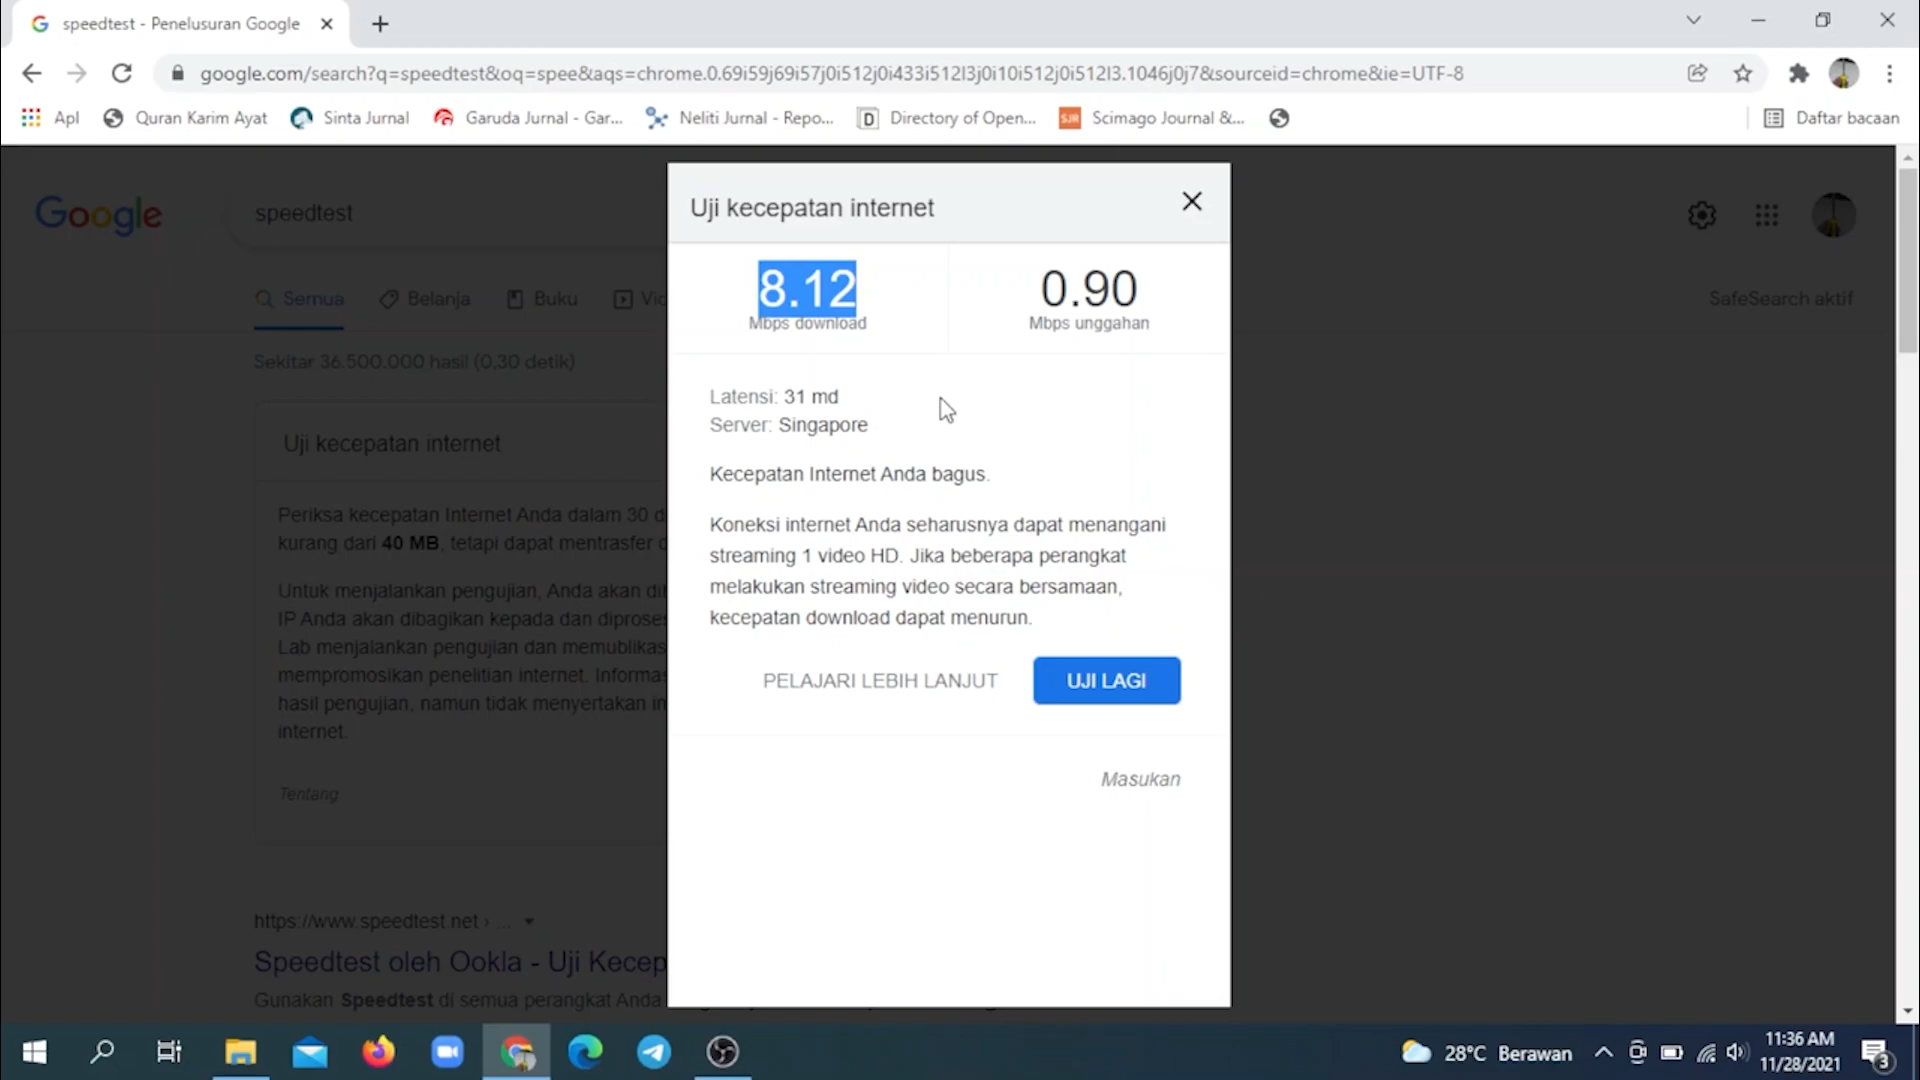 speedtest - Penelusuran Google
google.com/search?q=speedtest&oq=spee&aqs=chrome.0.69i59j69i57j0i512j0i433i512l3j0i10i512j0i512l3.1046j0j7&sourceid=chrome&ie=UTF-8
Apl Quran Karim Ayat Sinta Jurnal Garuda Jurnal - Gar... Neliti Jurnal - Repo... Directory of Open... Scimago Journal &... Daftar bacaan
Google speedtest
Semua Belanja Buku SafeSearch aktif
Sekitar 36.500.000 hasil (0,30 detik)
Uji kecepatan internet
Periksa kecepatan Internet Anda dalam 30 d
kurang dari 40 MB, tetapi dapat mentrasfer
Untuk menjalankan pengujian, Anda akan
IP Anda akan dibagikan kepada dan diproses
Lab menjalankan pengujian dan memublikas
mempromosikan penelitian internet. Informas
hasil pengujian, namun tidak menyertakan in
internet.
Tentang
https://www.speedtest.net › ...
Speedtest oleh Ookla - Uji Kecep
Gunakan Speedtest di semua perangkat Anda
Uji kecepatan internet
8.12 0.90
Mbps download Mbps unggahan
Latensi: 31 md
Server: Singapore
Kecepatan Internet Anda bagus.
Koneksi internet Anda seharusnya dapat menangani
streaming 1 video HD. Jika beberapa perangkat
melakukan streaming video secara bersamaan,
kecepatan download dapat menurun.
PELAJARI LEBIH LANJUT UJI LAGI
Masukan
28°C Berawan
11:36 AM
11/28/2021
3